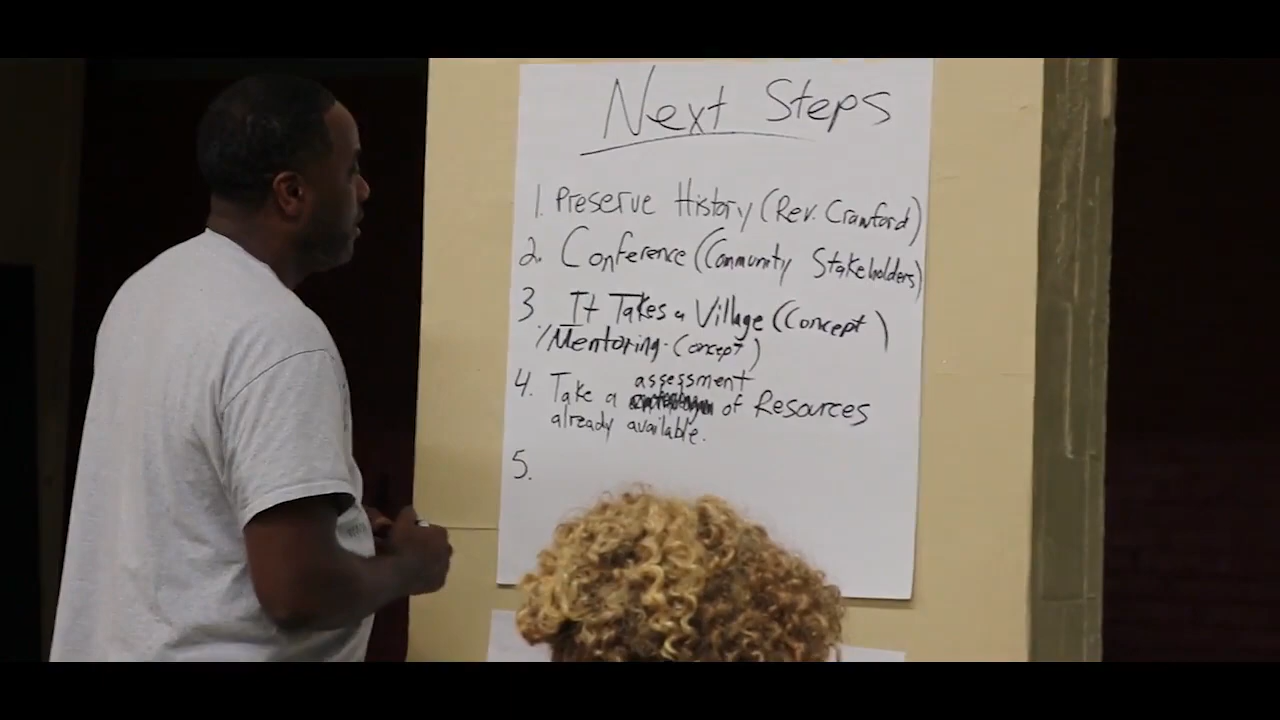 Next Steps
1. Preserve History (Rev. Crawford)
2. Conference (Community Stakeholders)
3. It Takes a Village (Concept)
/Mentoring. Concept)
assessment
4. Take a of Resources
already available.
5.